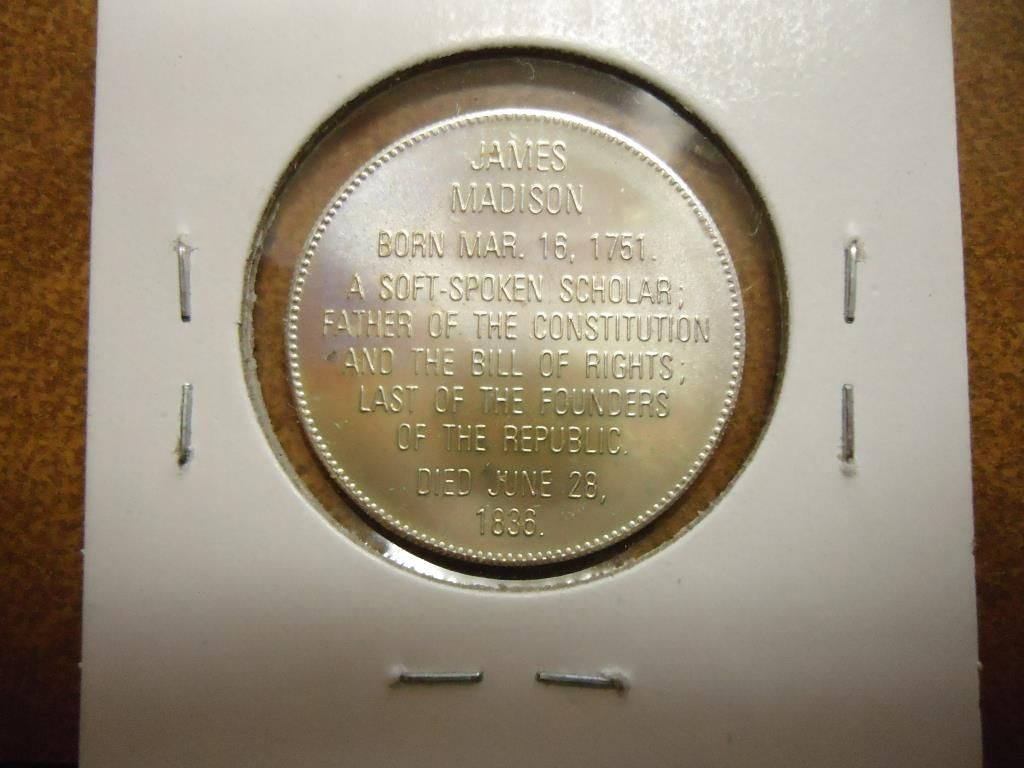 JAMES
MADISON
BORN MAR. 16, 1751.
A SOFT-SPOKEN SCHOLAR;
FATHER OF THE CONSTITUTION
AND THE BILL OF RIGHTS;
LAST OF THE FOUNDERS
OF THE REPUBLIC.
DIED JUNE 28,
1836.